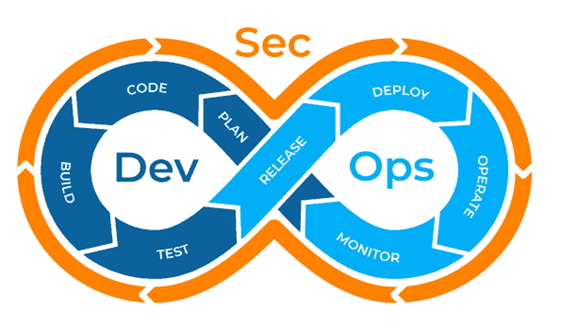 Sec
Dev
Ops
PLAN
CODE
BUILD
TEST
RELEASE
DEPLOY
OPERATE
MONITOR